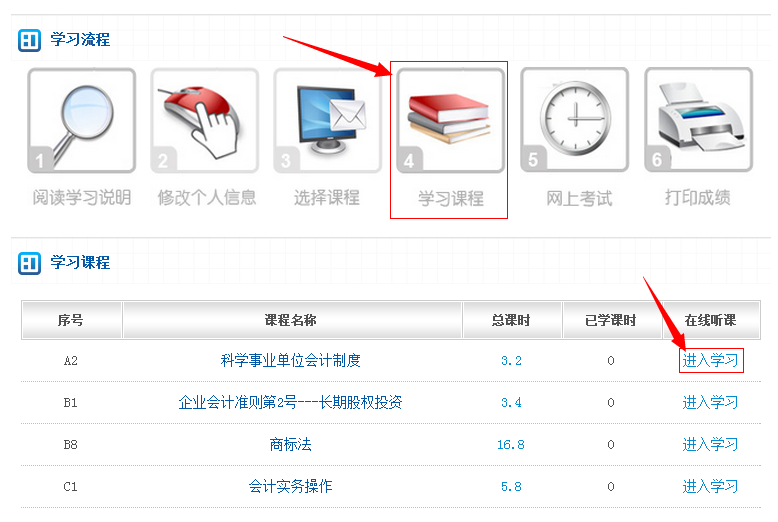 学习流程
1 2 3 4 5 6
阅读学习说明 修改个人信息 选择课程 学习课程 网上考试 打印成绩
学习课程
序号 课程名称 总课时 已学课时 在线听课
A2 科学事业单位会计制度 3.2 0 进入学习
B1 企业会计准则第2号---长期股权投资 3.4 0 进入学习
B8 商标法 16.8 0 进入学习
C1 会计实务操作 5.8 0 进入学习